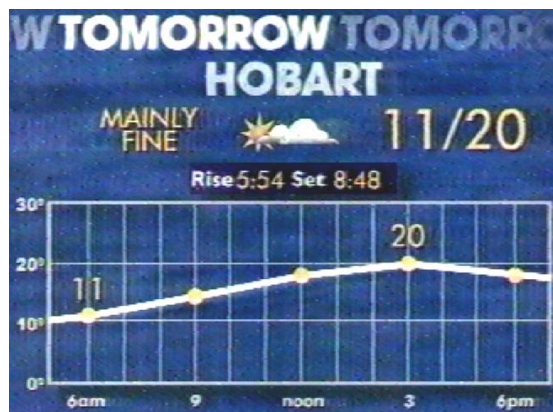 W TOMORROW TOMORRO
HOBART
MAINLY
FINE
11/20
Rise 5:54 Set 8:48
30°
20
20°
11
10°
0°
6am 9 noon 3 6pm